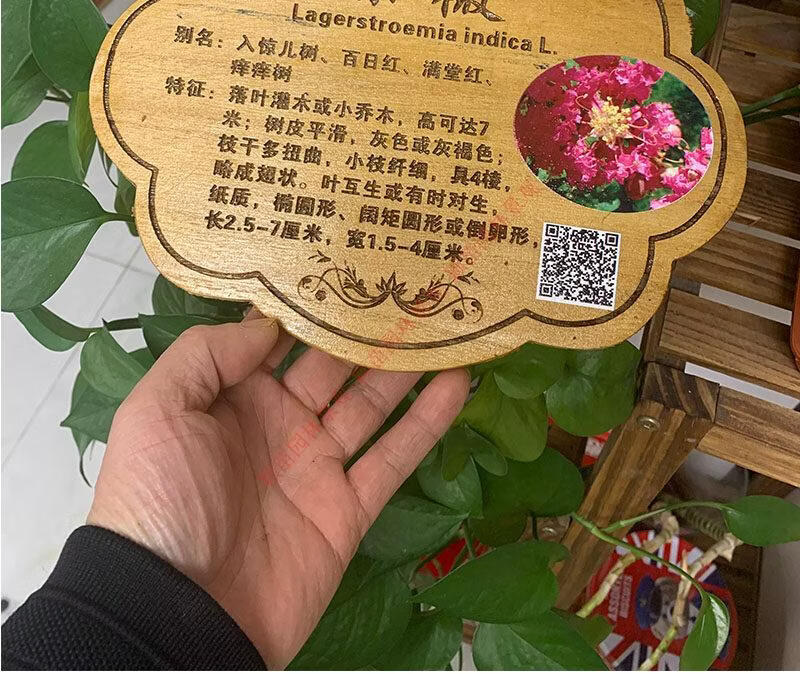 薇
Lagerstroemia indica L.
别名：入惊儿树、百日红、满堂红、
痒痒树
特征：落叶灌木或小乔木，高可达7
米；树皮平滑，灰色或灰褐色；
枝干多扭曲，小枝纤细，具4棱，
略成翅状。叶互生或有时对生，
纸质，椭圆形、阔矩圆形或倒卵形，
长2.5-7厘米，宽1.5-4厘米。